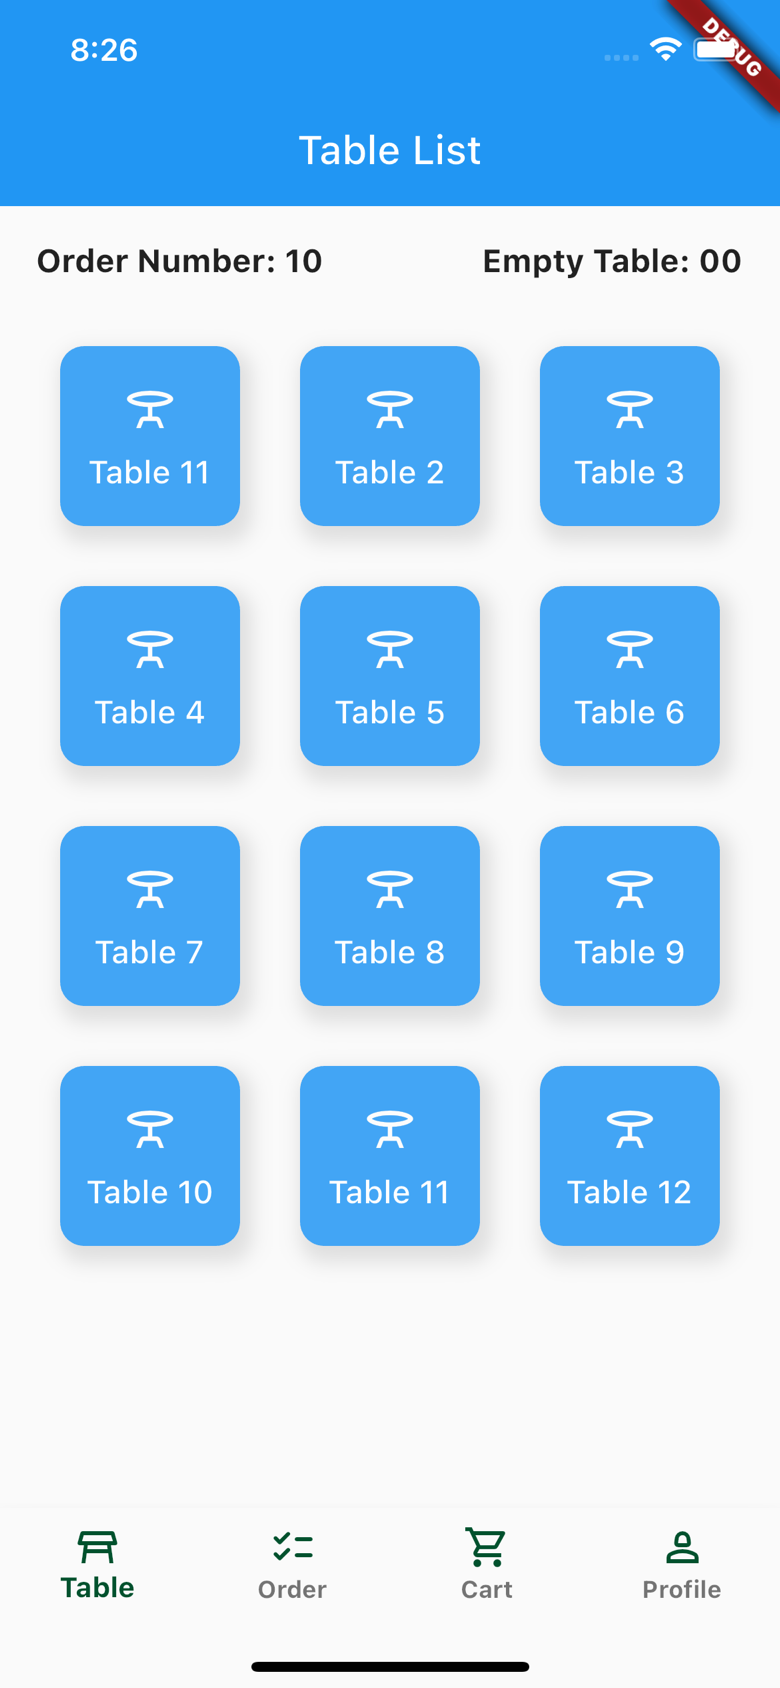 8:26
DEBUG
Table List
Order Number: 10 Empty Table: 00
Table 11 Table 2 Table 3
Table 4 Table 5 Table 6
Table 7 Table 8 Table 9
Table 10 Table 11 Table 12
Table Order Cart Profile